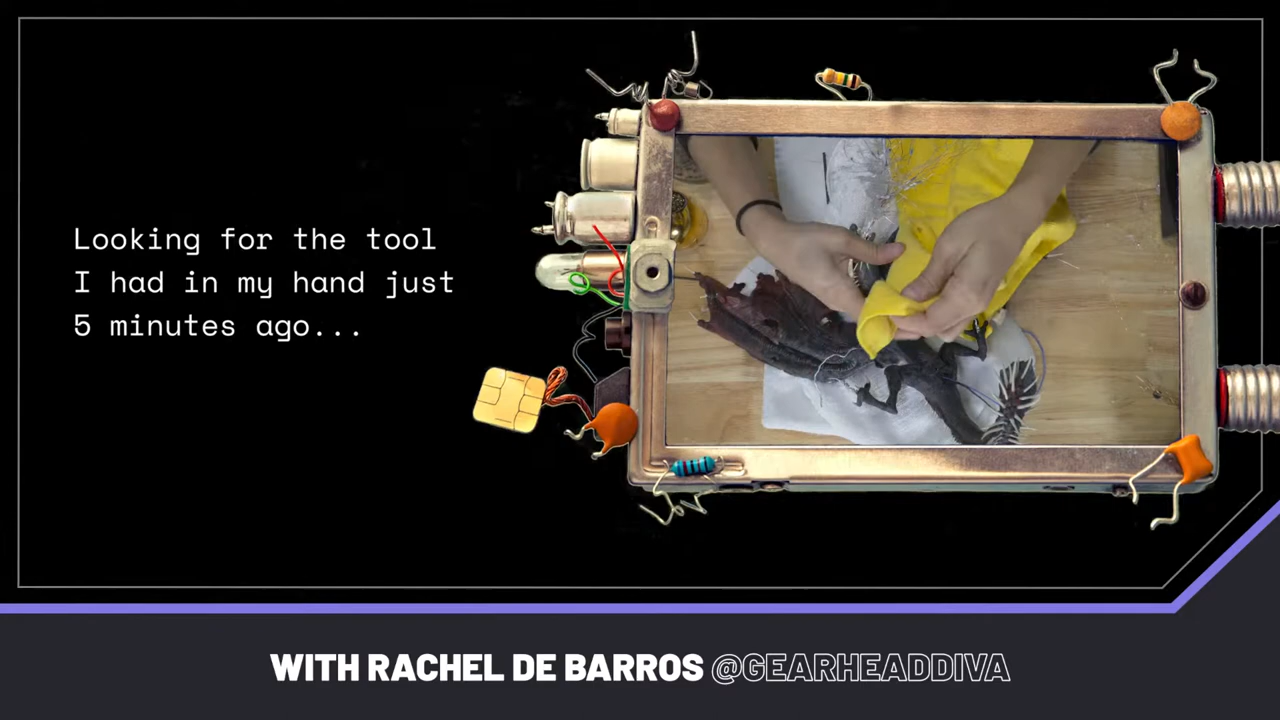 Looking for the tool
I had in my hand just
5 minutes ago...
WITH RACHEL DE BARROS @GEARHEADDIVA